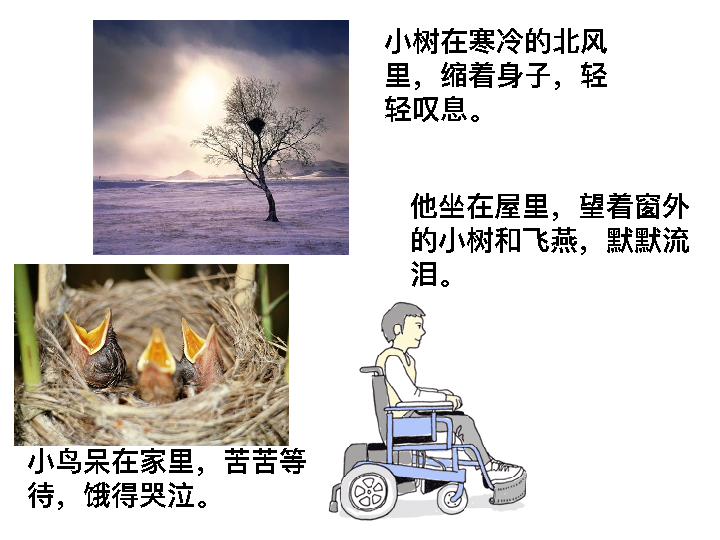 小树在寒冷的北风
里，缩着身子，轻
轻叹息。
他坐在屋里，望着窗外
的小树和飞燕，默默流
泪。
小鸟呆在家里，苦苦等
待，饿得哭泣。